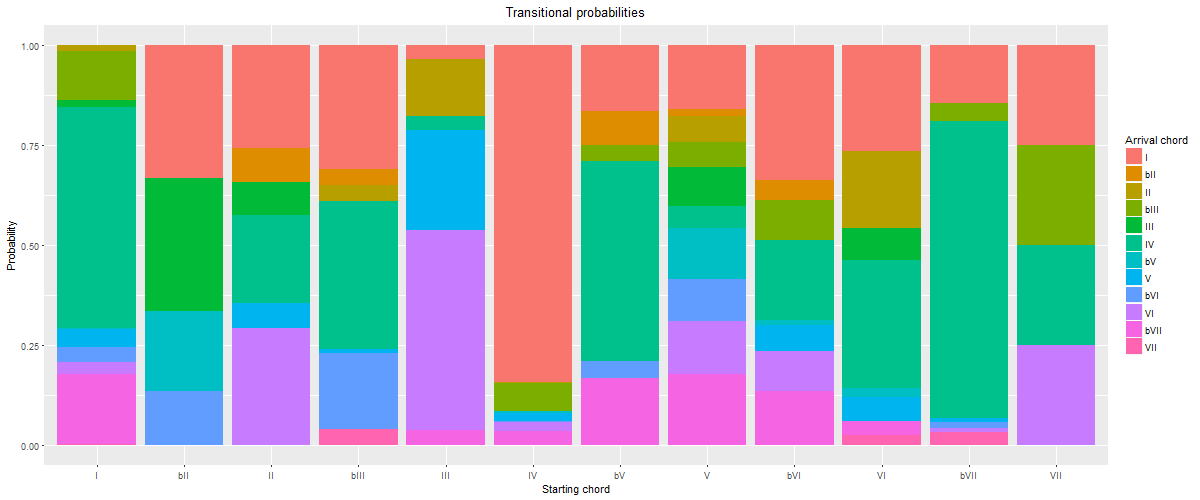 Transitional probabilities
1.00
0.75
0.50
0.25
0.00
Probability
I bII II bIII III IV bV V bVI VI bVII VII
Starting chord
Arrival chord
I
bII
II
bIII
III
IV
bV
V
bVI
VI
bVII
VII